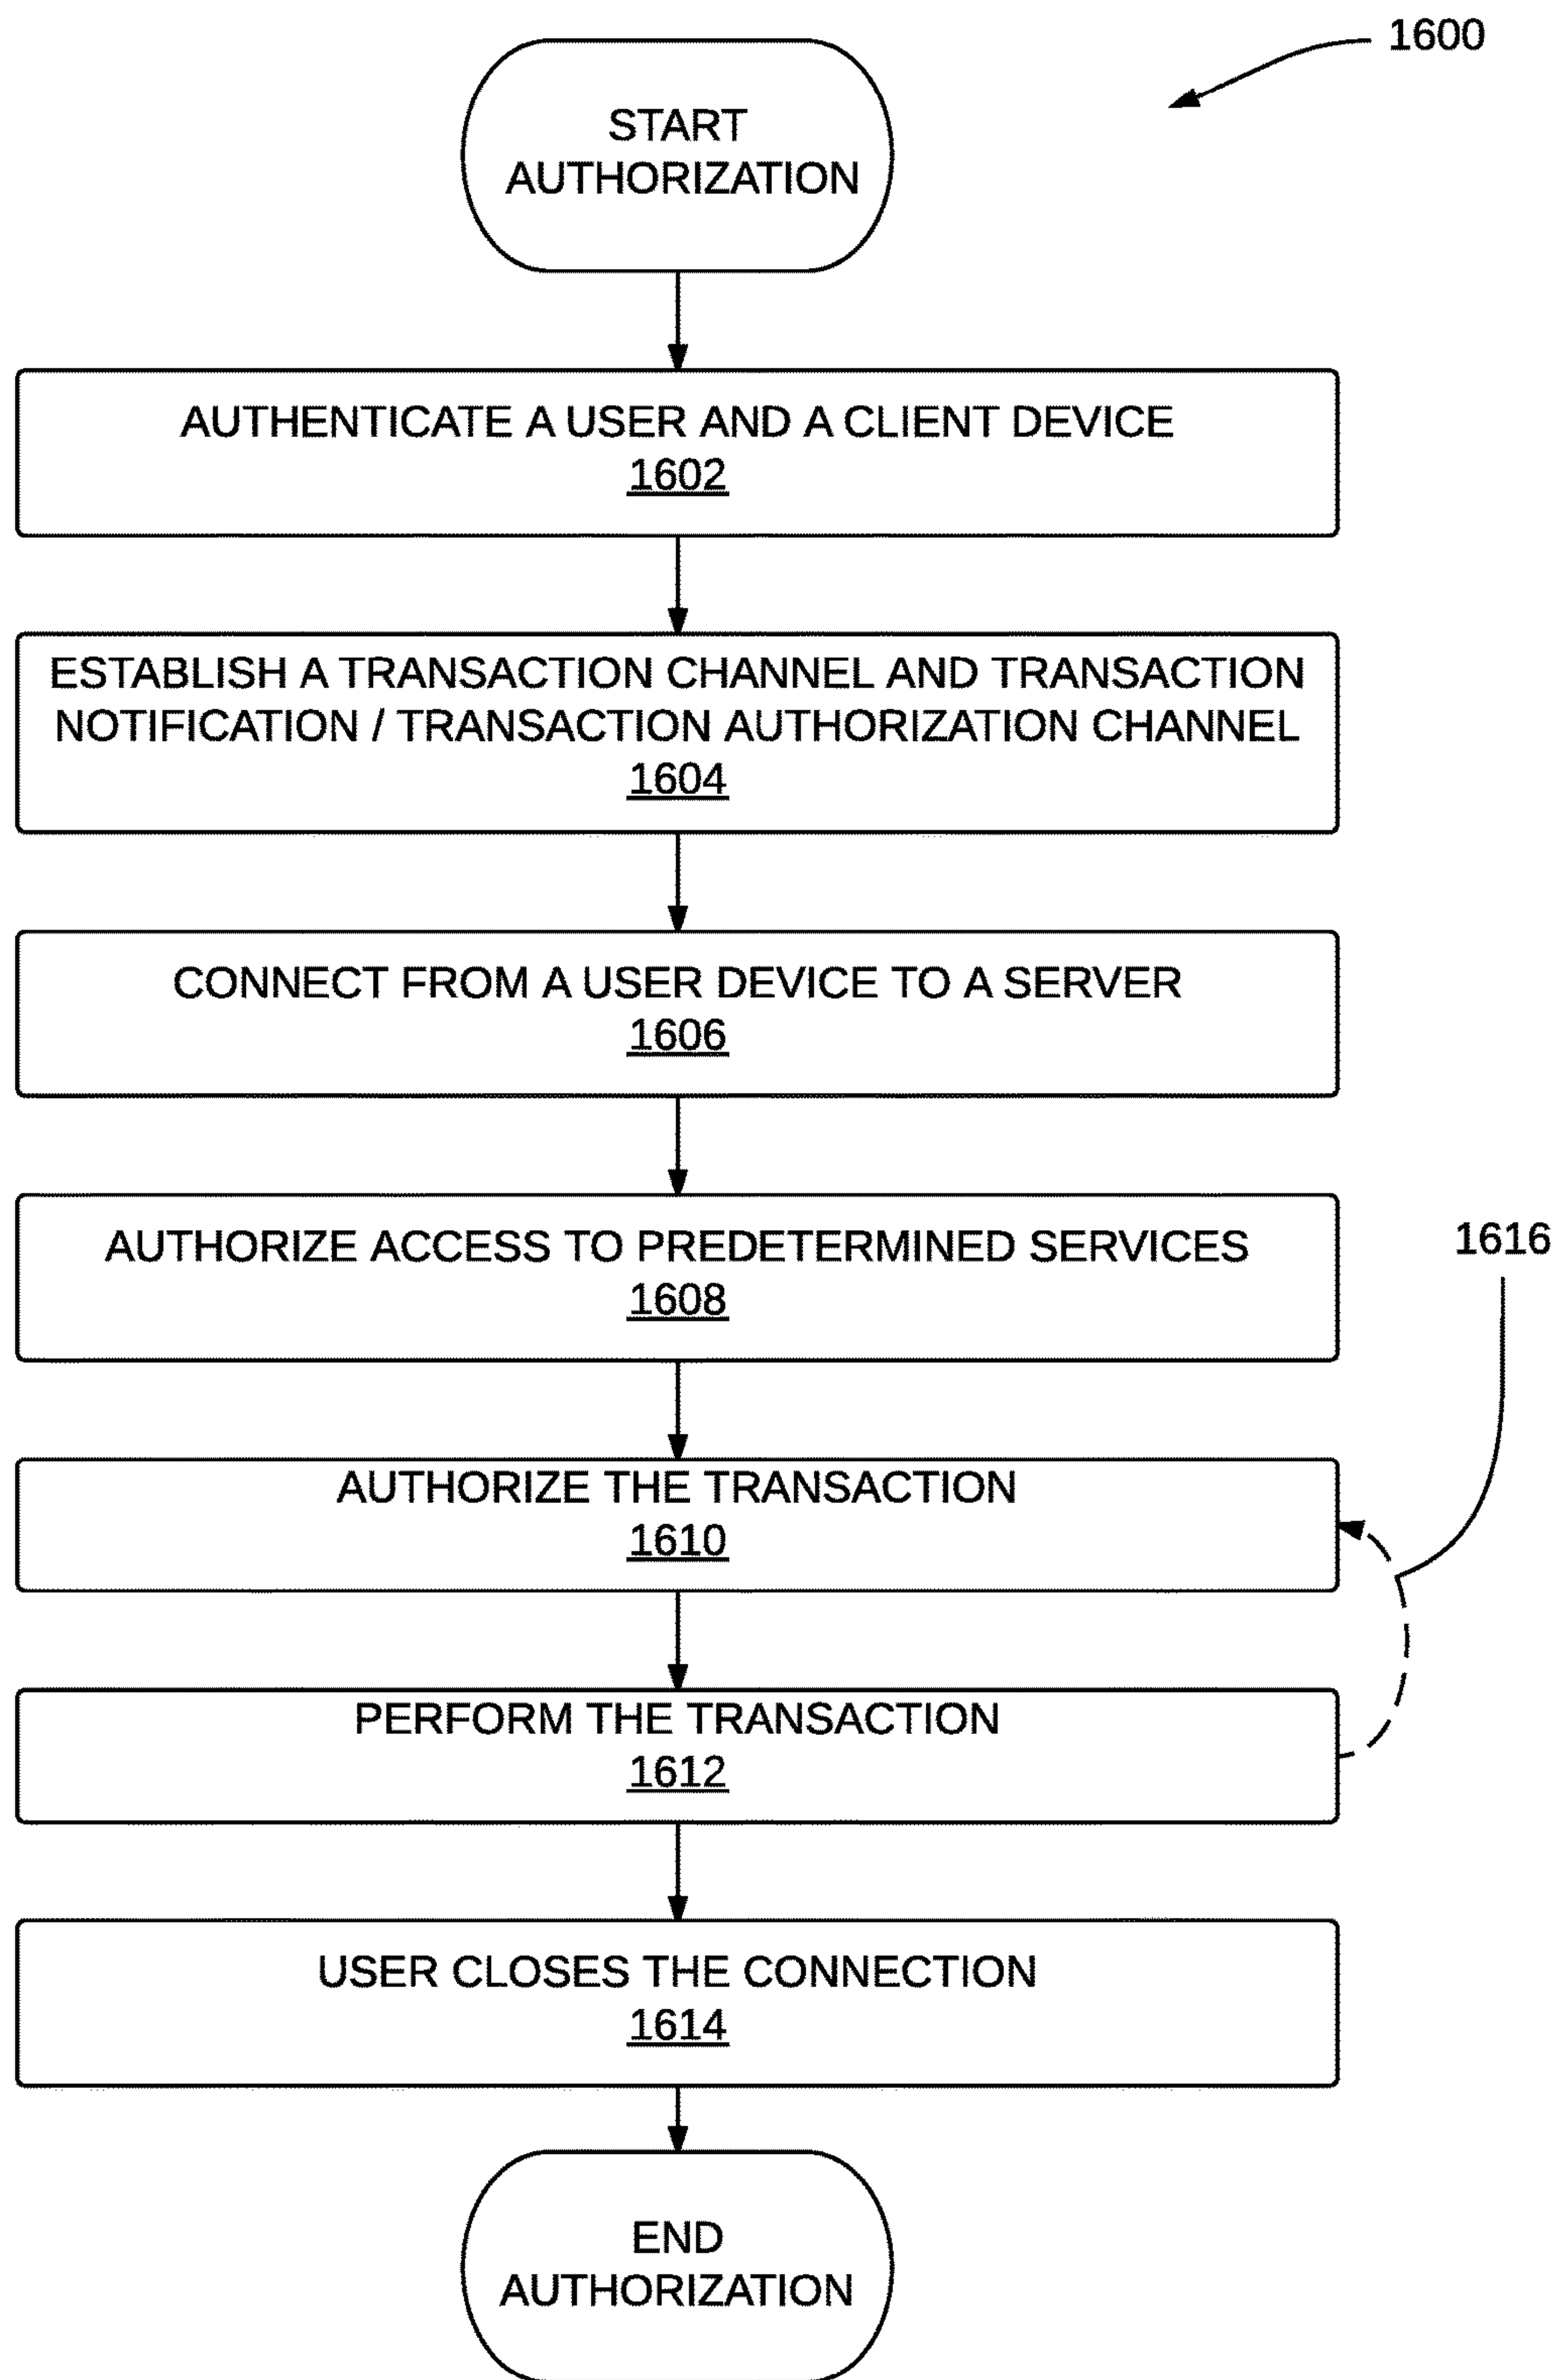 1600
START
AUTHORIZATION
AUTHENTICATE A USER AND A CLIENT DEVICE
1602
ESTABLISH A TRANSACTION CHANNEL AND TRANSACTION
NOTIFICATION / TRANSACTION AUTHORIZATION CHANNEL
1604
CONNECT FROM A USER DEVICE TO A SERVER
1606
AUTHORIZE ACCESS TO PREDETERMINED SERVICES
1608
1616
AUTHORIZE THE TRANSACTION
1610
PERFORM THE TRANSACTION
1612
USER CLOSES THE CONNECTION
1614
END
AUTHORIZATION